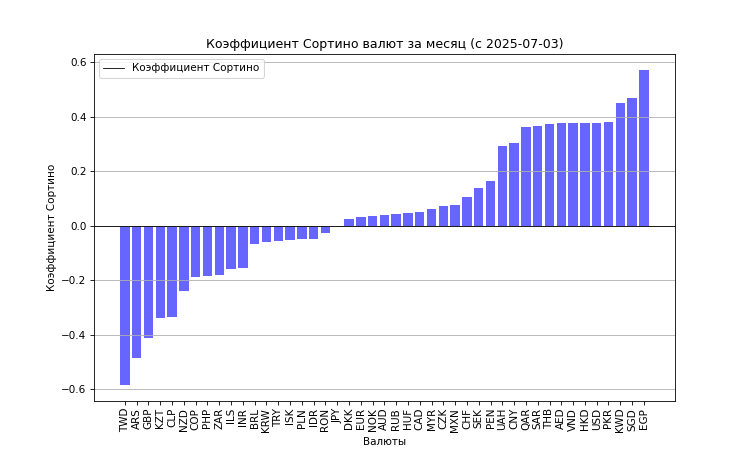 Коэффициент Сортино валют за месяц (с 2025-07-03)
Коэффициент Сортино
Коэффициент Сортино
0.6
0.4
0.2
0.0
−0.2
−0.4
−0.6
TWD ARS GBP KZT CLP NZD COP PHP ZAR ILS INR BRL KRW TRY ISK PLN IDR RON JPY DKK EUR NOK AUD RUB HUF CAD MYR CZK MXN CHF SEK PEN UAH CNY QAR SAR THB AED VND HKD USD PKR KWD SGD EGP
Валюты